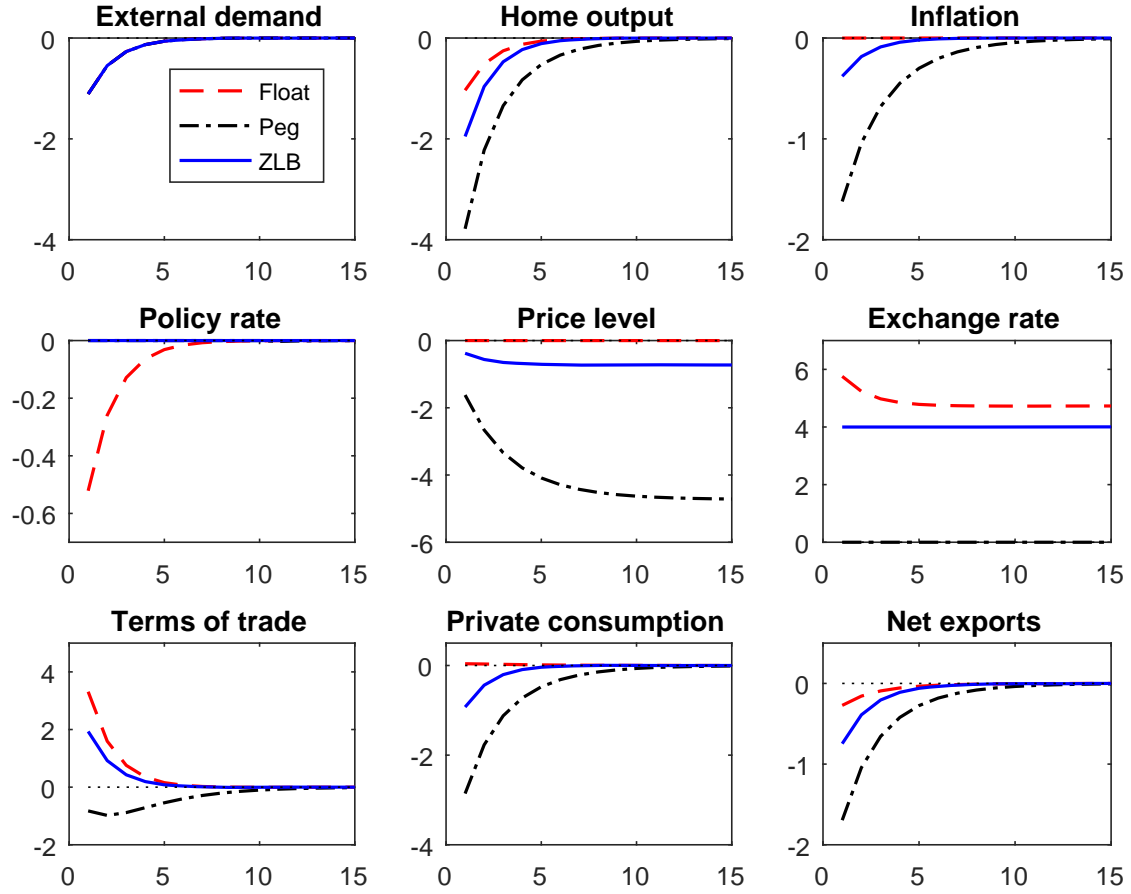 External demand
Home output
Inflation
0
-2
-4
0 5 10 15
Float
Peg
ZLB
0
-2
-4
0 5 10 15
0
-1
-2
0 5 10 15
Policy rate
Price level
Exchange rate
0
-0.2
-0.4
-0.6
0 5 10 15
0
-2
-4
-6
0 5 10 15
6
4
2
0
0 5 10 15
Terms of trade
Private consumption
Net exports
4
2
0
-2
0 5 10 15
0
-2
-4
0 5 10 15
0
-1
-2
0 5 10 15